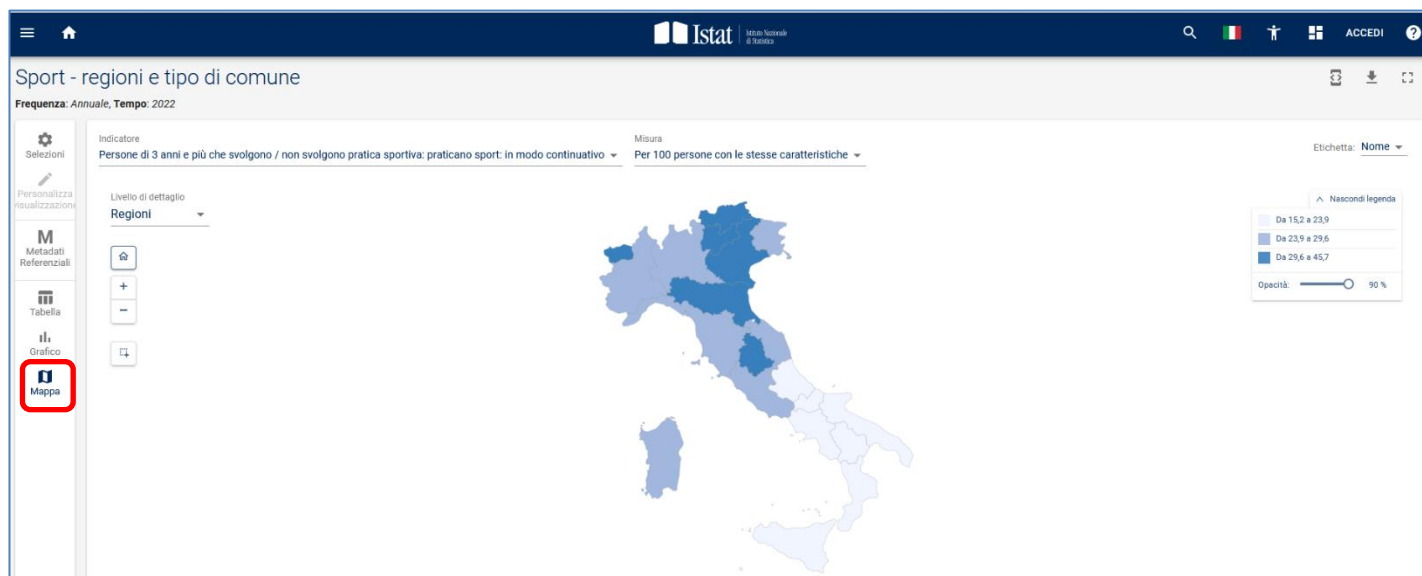 Istat
Istituto Nazionale
di Statistica
ACCEDI
Sport - regioni e tipo di comune
Frequenza: Annuale, Tempo: 2022
Selezioni
Personalizza
visualizzazione
M
Metadati
Referenziali
Tabella
Grafico
Mappa
Indicatore
Persone di 3 anni e più che svolgono / non svolgono pratica sportiva: praticano sport: in modo continuativo
Misura
Per 100 persone con le stesse caratteristiche
Etichetta: Nome
Livello di dettaglio
Regioni
Nascondi legenda
Da 15,2 a 23,9
Da 23,9 a 29,6
Da 29,6 a 45,7
Opacità: 90 %